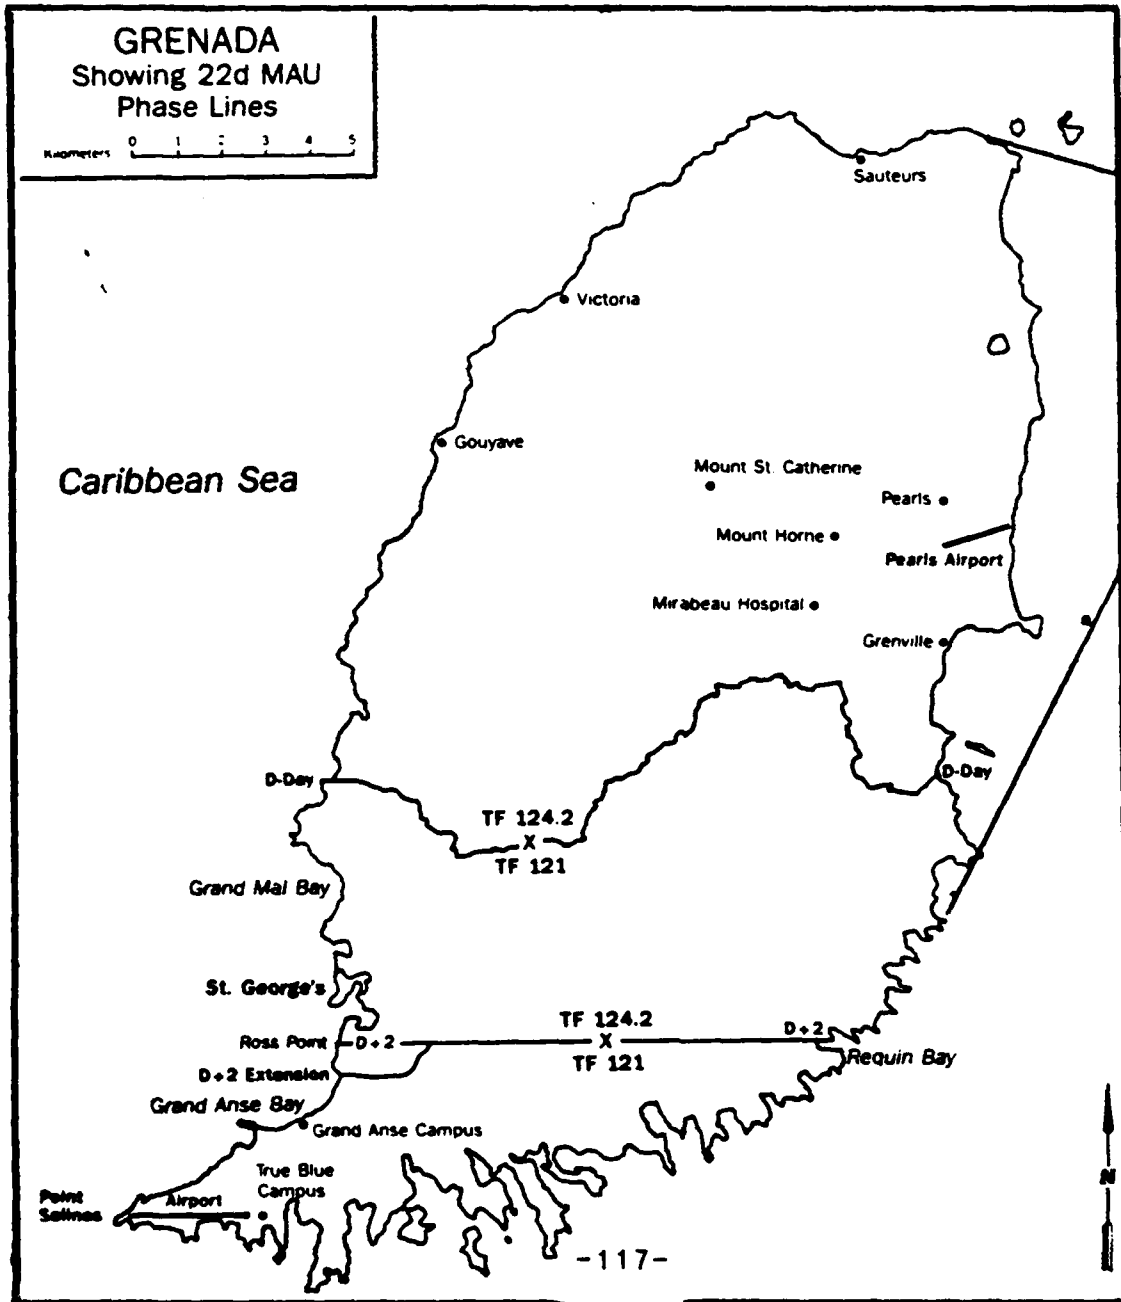 GRENADA
Showing 22d MAU
Phase Lines
Kilometers 0 1 2 3 4 5
Sauteurs
Victoria
Gouyave
Caribbean Sea
Mount St. Catherine
Pearls
Mount Horne
Pearls Airport
Mirabeau Hospital
Grenville
D-Day
D-Day
TF 124.2
X
TF 121
Grand Mal Bay
St. George's
TF 124.2
D+2
Ross Point
D+2
X
TF 121
Requin Bay
D+2 Extension
Grand Anse Bay
Grand Anse Campus
True Blue
Campus
Point
Salines
Airport
N
-117-